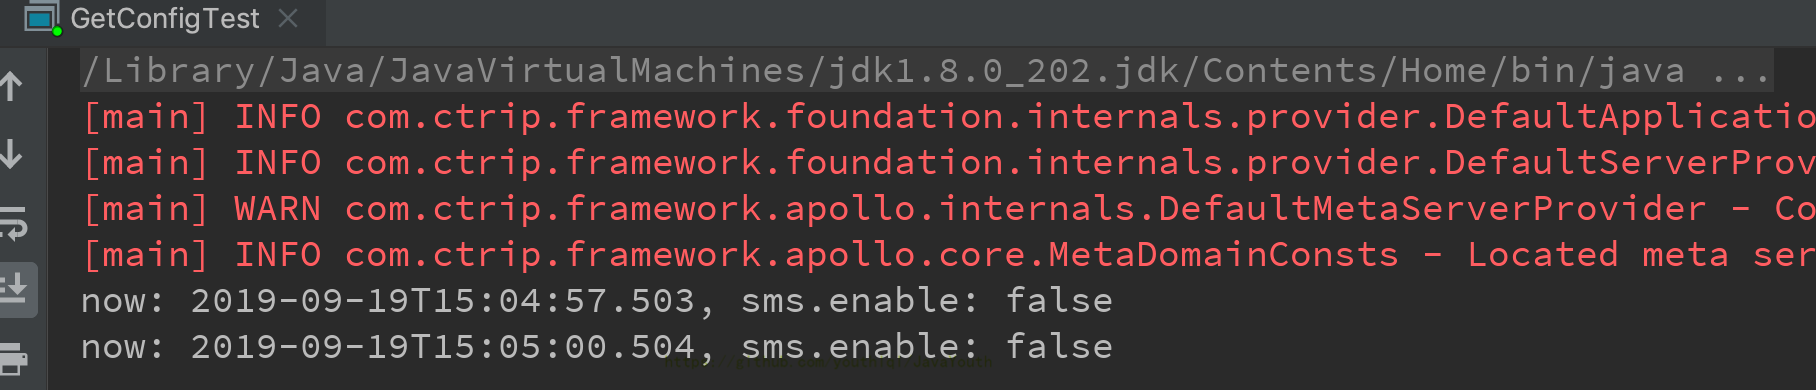 GetConfigTest
/Library/Java/JavaVirtualMachines/jdk1.8.0_202.jdk/Contents/Home/bin/java ...
[main] INFO com.ctrip.framework.foundation.internals.provider.DefaultApplicatio
[main] INFO com.ctrip.framework.foundation.internals.provider.DefaultServerProv
[main] WARN com.ctrip.framework.apollo.internals.DefaultMetaServerProvider - Co
[main] INFO com.ctrip.framework.apollo.core.MetaDomainConsts - Located meta ser
now: 2019-09-19T15:04:57.503, sms.enable: false
now: 2019-09-19T15:05:00.504, sms.enable: false